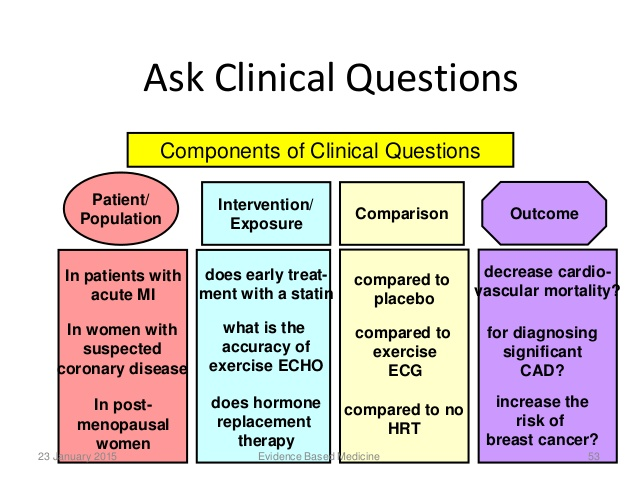 Ask Clinical Questions
Components of Clinical Questions
Patient/
Population
Intervention/
Exposure
Comparison
Outcome
In patients with
acute MI
does early treat-
ment with a statin
compared to
placebo
decrease cardio-
vascular mortality?
In women with
suspected
coronary disease
what is the
accuracy of
exercise ECHO
compared to
exercise
ECG
for diagnosing
significant
CAD?
In post-
menopausal
women
does hormone
replacement
therapy
compared to no
HRT
increase the
risk of
breast cancer?
23 January 2015
Evidence Based Medicine
53